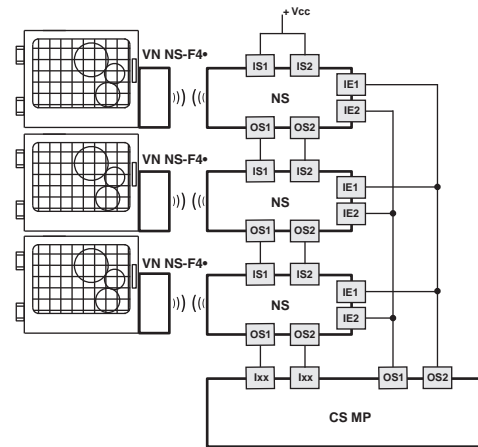 + Vcc
VN NS-F4•
IS1 IS2
NS
IE1
IE2
OS1 OS2
VN NS-F4•
IS1 IS2
NS
IE1
IE2
OS1 OS2
VN NS-F4•
IS1 IS2
NS
IE1
IE2
OS1 OS2
Ixx Ixx OS1 OS2
CS MP